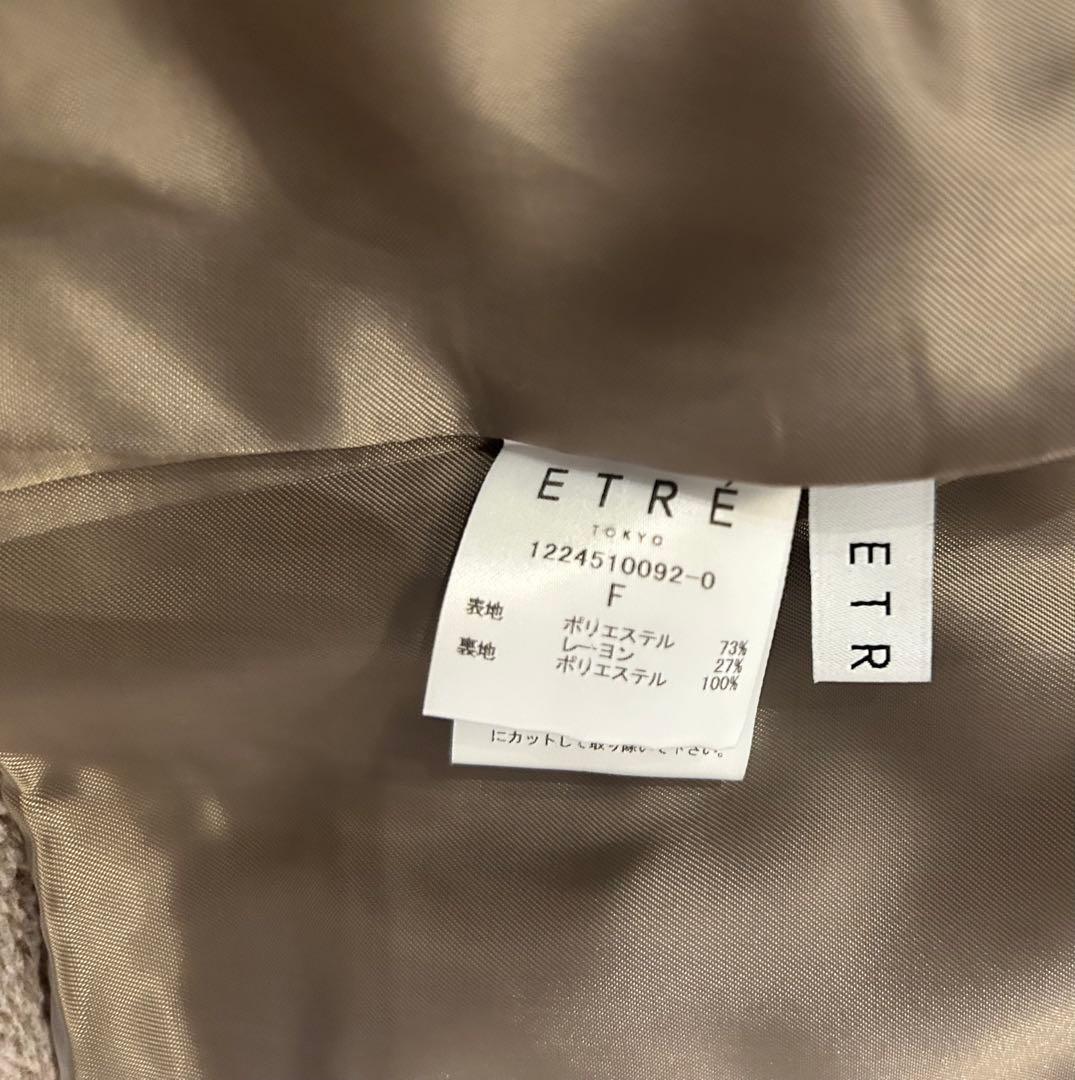 ETRÉ
TOKYO
1224510092-0
F
表地 ポリエステル 73%
レーヨン 27%
裏地 ポリエステル 100%
にカットして取り除いて下さい。
ETR